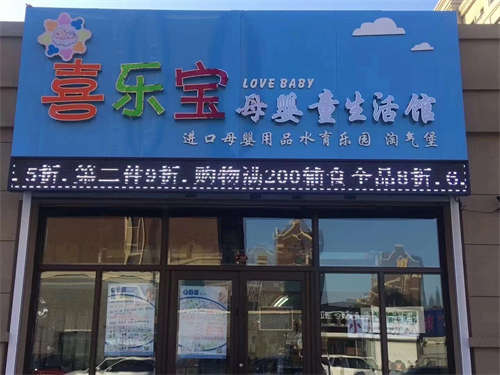 喜乐宝
LOVE BABY
母婴童生活馆
进口母婴用品水育乐园 淘气堡
.5折.第二件9折.购物满200辅食全品8折.6.